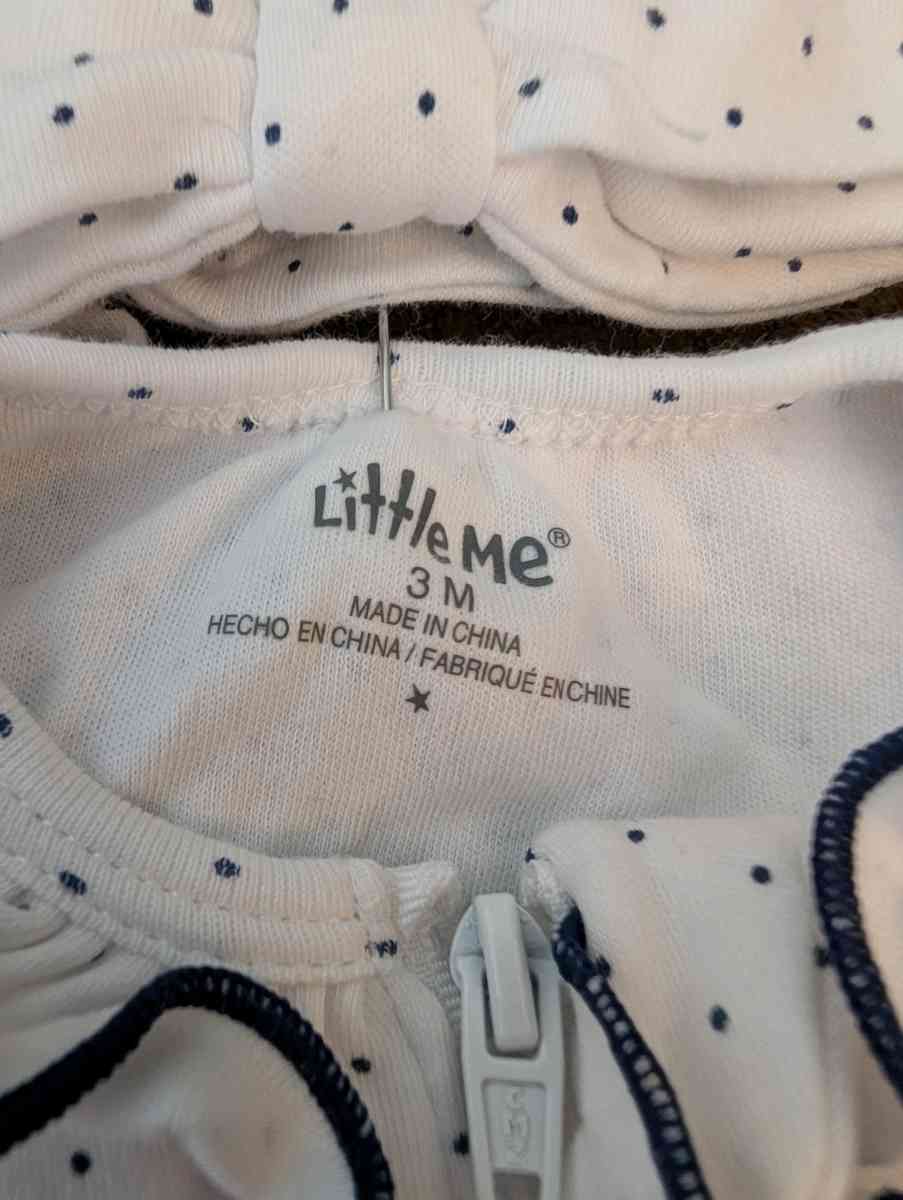 Little Me®
3 M
MADE IN CHINA
HECHO EN CHINA / FABRIQUÉ EN CHINE